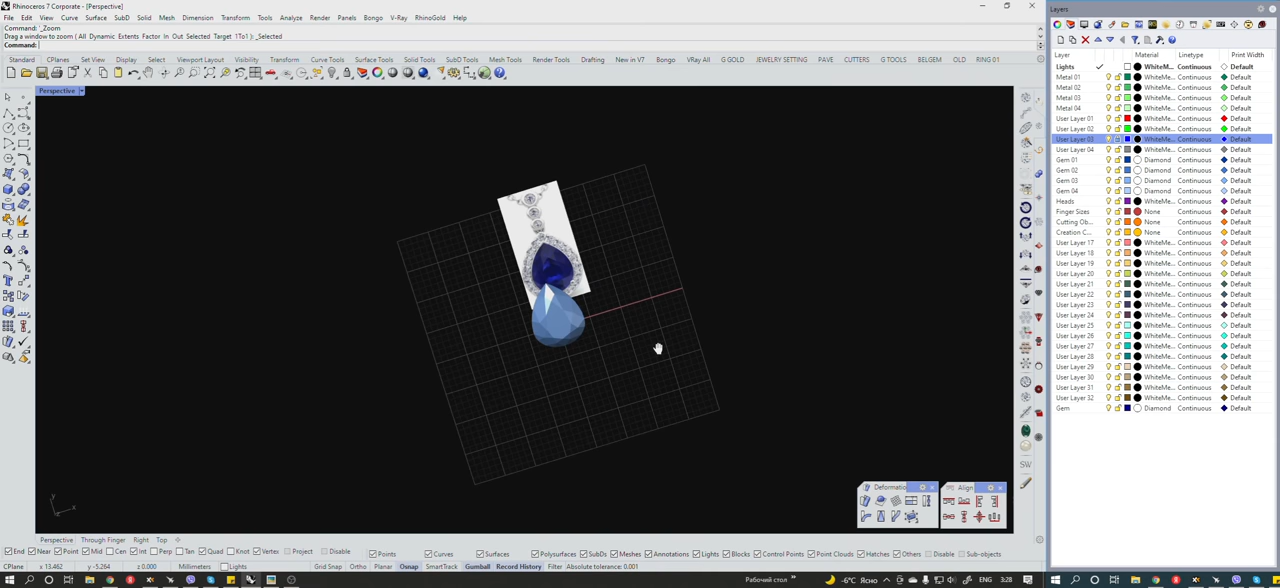 Rhinoceros 7 Corporate - [Perspective]
File Edit View Curve Surface SubD Solid Mesh Dimension Transform Tools Analyze Render Panels Bongo V-Ray RhinoGold Help
Command: '_Zoom
Drag a window to zoom ( All Dynamic Extents Factor In Out Selected Target 1To1 ): _Selected
Command:
Standard CPlanes Set View Display Select Viewport Layout Visibility Transform Curve Tools Surface Tools Solid Tools SubD Tools Mesh Tools Render Tools Drafting New in V7 Bongo VRay All G GOLD JEWELRY SETTING PAVE CUTTERS G TOOLS BELGEM OLD RING 01
Perspective
Layers
Layer Material Linetype Print Width
Lights WhiteM... Continuous Default
Metal 01 WhiteMe... Continuous Default
Metal 02 WhiteMe... Continuous Default
Metal 03 WhiteMe... Continuous Default
Metal 04 WhiteMe... Continuous Default
User Layer 01 WhiteMe... Continuous Default
User Layer 02 WhiteMe... Continuous Default
User Layer 03 WhiteMe... Continuous Default
User Layer 04 WhiteMe... Continuous Default
Gem 01 Diamond Continuous Default
Gem 02 Diamond Continuous Default
Gem 03 Diamond Continuous Default
Gem 04 Diamond Continuous Default
Heads WhiteMe... Continuous Default
Finger Sizes None Continuous Default
Cutting Ob... None Continuous Default
Creation C... None Continuous Default
User Layer 17 WhiteMe... Continuous Default
User Layer 18 WhiteMe... Continuous Default
User Layer 19 WhiteMe... Continuous Default
User Layer 20 WhiteMe... Continuous Default
User Layer 21 WhiteMe... Continuous Default
User Layer 22 WhiteMe... Continuous Default
User Layer 23 WhiteMe... Continuous Default
User Layer 24 WhiteMe... Continuous Default
User Layer 25 WhiteMe... Continuous Default
User Layer 26 WhiteMe... Continuous Default
User Layer 27 WhiteMe... Continuous Default
User Layer 28 WhiteMe... Continuous Default
User Layer 29 WhiteMe... Continuous Default
User Layer 30 WhiteMe... Continuous Default
User Layer 31 WhiteMe... Continuous Default
User Layer 32 WhiteMe... Continuous Default
Gem Diamond Continuous Default
SW
Deformatio Align
y
x
Perspective Through Finger Right Top
End Near Point Mid Cen Int Perp Tan Quad Knot Vertex Project Disable Points Curves Surfaces Polysurfaces SubDs Meshes Annotations Lights Blocks Control Points Point Clouds Hatches Others Disable Sub-objects
CPlane x 13.462 y -5.264 z 0.000 Millimeters Lights Grid Snap Ortho Planar Osnap SmartTrack Gumball Record History Filter Absolute tolerance: 0.001
Рабочий стол -6°C Ясно ENG 3:28